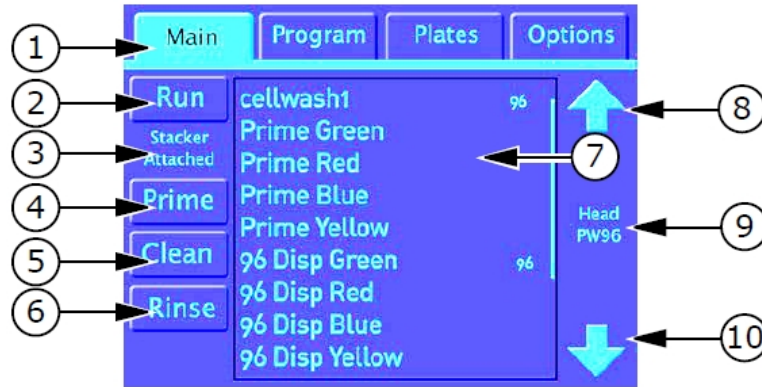 Main Program Plates Options
1
2 Run
3 Stacker
Attached
4 Prime
5 Clean
6 Rinse
cellwash1 96
Prime Green
Prime Red
Prime Blue
Prime Yellow
96 Disp Green 96
96 Disp Red
96 Disp Blue
96 Disp Yellow
7
8
Head
PW96
9
10